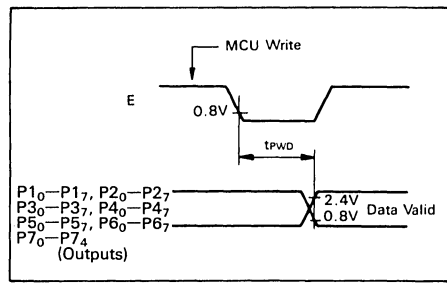 MCU Write
E
0.8V
tPWD
P1₀—P1₇, P2₀—P2₇
P3₀—P3₇, P4₀—P4₇
P5₀—P5₇, P6₀—P6₇
P7₀—P7₄
(Outputs)
2.4V
0.8V
Data Valid